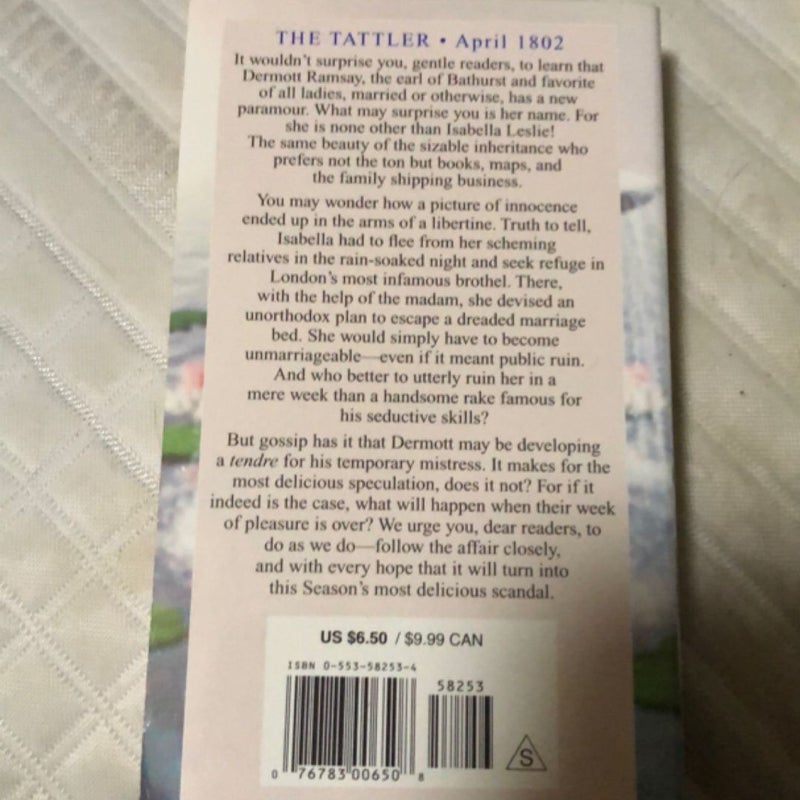 THE TATTLER • April 1802
It wouldn't surprise you, gentle readers, to learn that
Dermott Ramsay, the earl of Bathurst and favorite
of all ladies, married or otherwise, has a new
paramour. What may surprise you is her name. For
she is none other than Isabella Leslie!
The same beauty of the sizable inheritance who
prefers not the ton but books, maps, and
the family shipping business.
You may wonder how a picture of innocence
ended up in the arms of a libertine. Truth to tell,
Isabella had to flee from her scheming
relatives in the rain-soaked night and seek refuge in
London's most infamous brothel. There,
with the help of the madam, she devised an
unorthodox plan to escape a dreaded marriage
bed. She would simply have to become
unmarriageable—even if it meant public ruin.
And who better to utterly ruin her in a
mere week than a handsome rake famous for
his seductive skills?
But gossip has it that Dermott may be developing
a tendre for his temporary mistress. It makes for the
most delicious speculation, does it not? For if it
indeed is the case, what will happen when their week
of pleasure is over? We urge you, dear readers, to
do as we do—follow the affair closely,
and with every hope that it will turn into
this Season's most delicious scandal.
US $6.50 / $9.99 CAN
ISBN 0-553-58253-4
58253
0 76783 00650 8
S